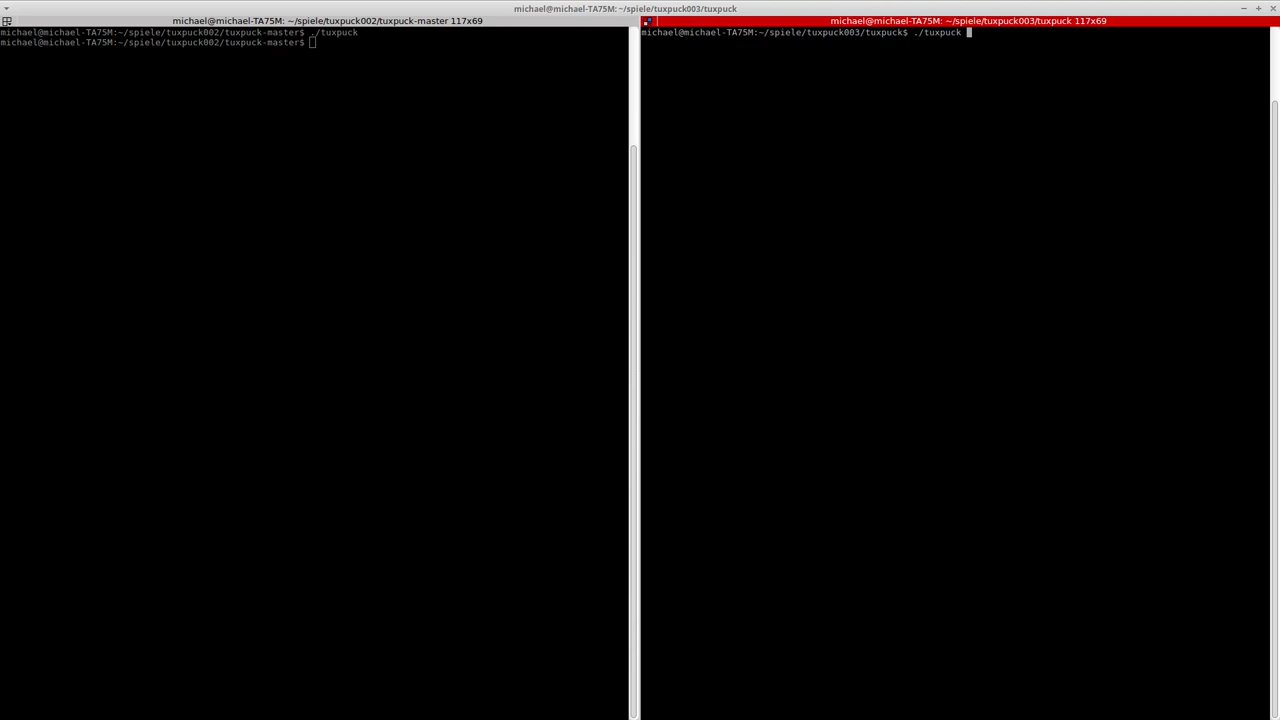 michael@michael-TA75M: ~/spiele/tuxpuck003/tuxpuck
michael@michael-TA75M: ~/spiele/tuxpuck002/tuxpuck-master 117x69
michael@michael-TA75M:~/spiele/tuxpuck002/tuxpuck-master$ ./tuxpuck
michael@michael-TA75M:~/spiele/tuxpuck002/tuxpuck-master$
michael@michael-TA75M: ~/spiele/tuxpuck003/tuxpuck 117x69
michael@michael-TA75M:~/spiele/tuxpuck003/tuxpuck$ ./tuxpuck